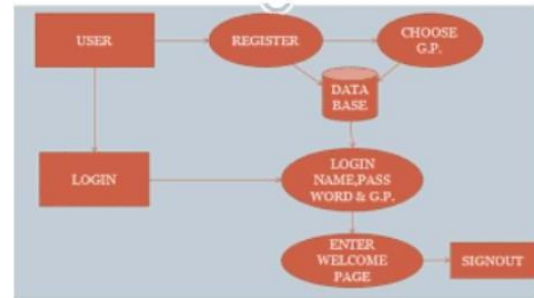 USER
REGISTER
CHOOSE
G.P.
DATA
BASE
LOGIN
LOGIN
NAME,PASS
WORD & G.P.
ENTER
WELCOME
PAGE
SIGNOUT